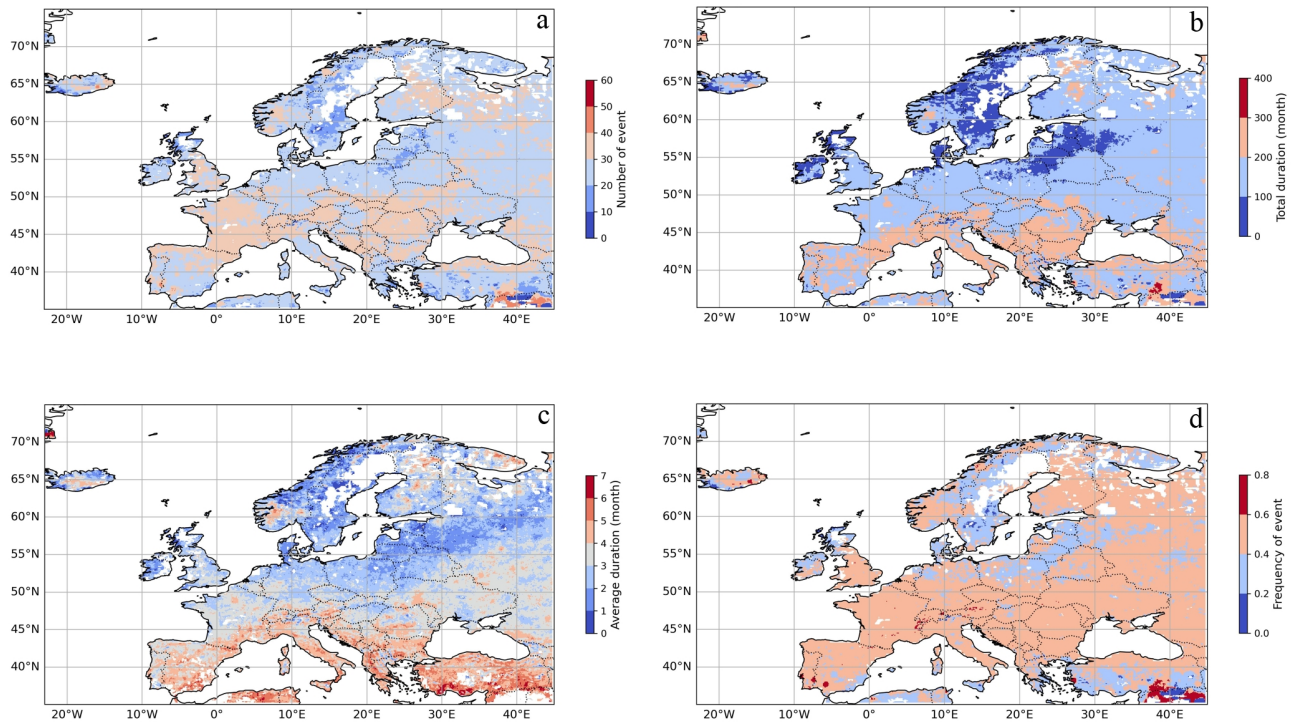 a
70°N
65°N
60°N
55°N
50°N
45°N
40°N
20°W 10°W 0° 10°E 20°E 30°E 40°E
60
50
40
30
20
10
0
Number of event
b
70°N
65°N
60°N
55°N
50°N
45°N
40°N
20°W 10°W 0° 10°E 20°E 30°E 40°E
400
300
200
100
0
Total duration (month)
c
70°N
65°N
60°N
55°N
50°N
45°N
40°N
20°W 10°W 0° 10°E 20°E 30°E 40°E
7
6
5
4
3
2
1
0
Average duration (month)
d
70°N
65°N
60°N
55°N
50°N
45°N
40°N
20°W 10°W 0° 10°E 20°E 30°E 40°E
0.8
0.6
0.4
0.2
0.0
Frequency of event